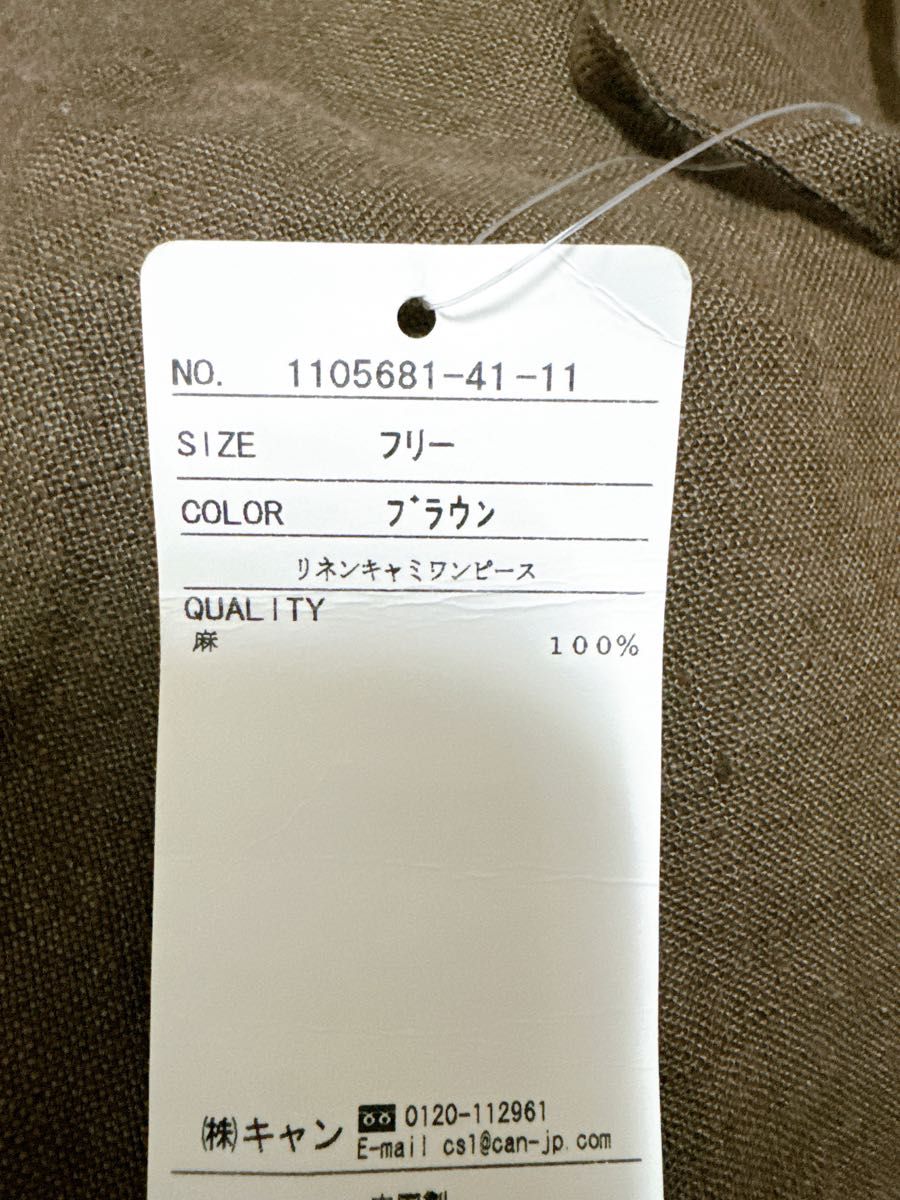 NO. 1105681-41-11
SIZE フリー
COLOR ブラウン
リネンキャミワンピース
QUALITY
麻 100%
㈱キャン 0120-112961
E-mail cs1@can-jp.com